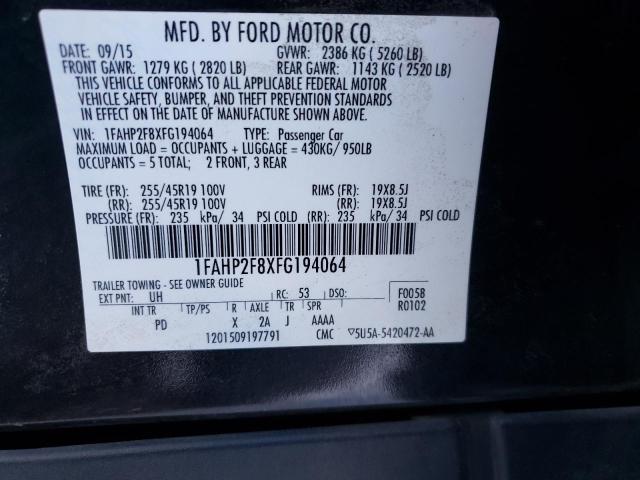 MFD. BY FORD MOTOR CO.
DATE: 09/15 GVWR: 2386 KG ( 5260 LB)
FRONT GAWR: 1279 KG ( 2820 LB) REAR GAWR: 1143 KG ( 2520 LB)
THIS VEHICLE CONFORMS TO ALL APPLICABLE FEDERAL MOTOR
VEHICLE SAFETY, BUMPER, AND THEFT PREVENTION STANDARDS
IN EFFECT ON THE DATE OF MANUFACTURE SHOWN ABOVE.
VIN: 1FAHP2F8XFG194064 TYPE: Passenger Car
MAXIMUM LOAD = OCCUPANTS + LUGGAGE = 430KG/ 950LB
OCCUPANTS = 5 TOTAL; 2 FRONT, 3 REAR
TIRE (FR): 255/45R19 100V RIMS (FR): 19X8.5J
(RR): 255/45R19 100V (RR): 19X8.5J
PRESSURE (FR): 235 kPa/ 34 PSI COLD (RR): 235 kPa/ 34 PSI COLD
1FAHP2F8XFG194064
TRAILER TOWING - SEE OWNER GUIDE
EXT PNT: UH RC: 53 DSO: F0058
INT TR TP/PS R AXLE TR SPR R0102
PD X 2A J AAAA
1201509197791 CMC ▽5U5A-5420472-AA